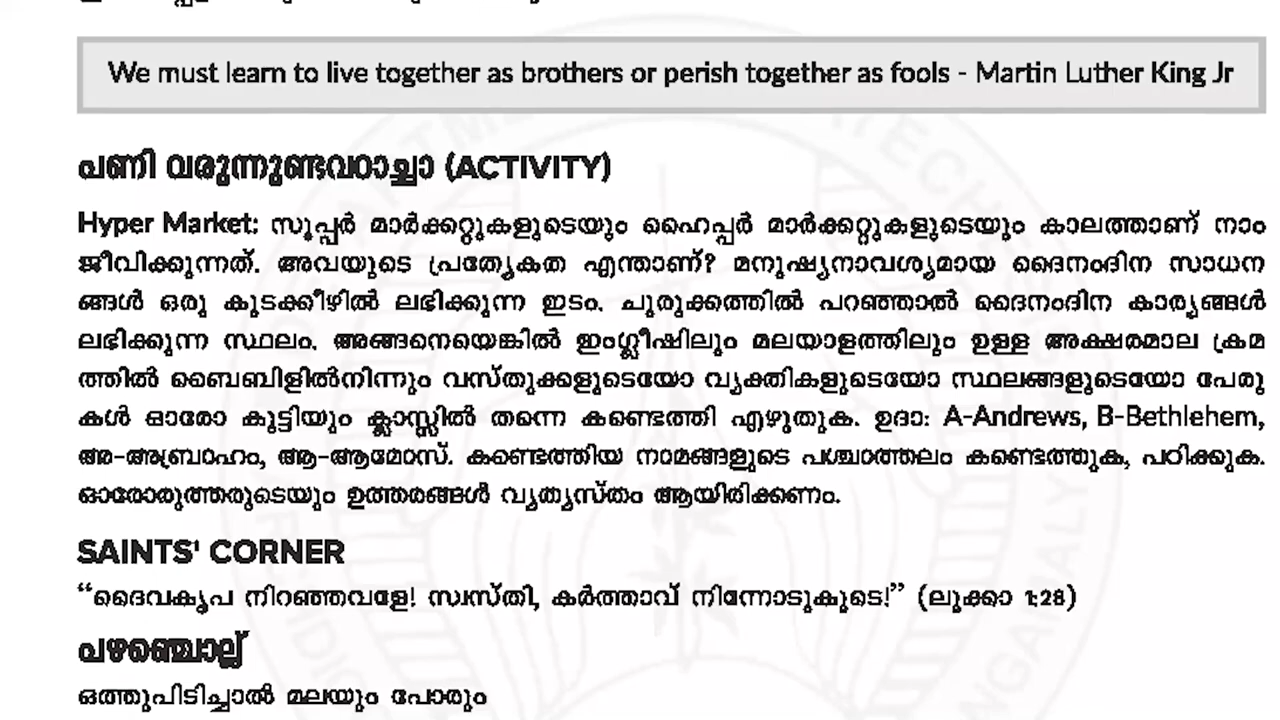 We must learn to live together as brothers or perish together as fools - Martin Luther King Jr
പണി വരുന്നുണ്ടവറാച്ചാ (ACTIVITY)
Hyper Market: സൂപ്പർ മാർക്കറ്റുകളുടെയും ഹൈപ്പർ മാർക്കറ്റുകളുടെയും കാലത്താണ് നാം
ജീവിക്കുന്നത്. അവയുടെ പ്രത്യേകത എന്താണ്? മനുഷ്യനാവശ്യമായ ദൈനംദിന സാധന
ങ്ങൾ ഒരു കുടക്കീഴിൽ ലഭിക്കുന്ന ഇടം. ചുരുക്കത്തിൽ പറഞ്ഞാൽ ദൈനംദിന കാര്യങ്ങൾ
ലഭിക്കുന്ന സ്ഥലം. അങ്ങനെയെങ്കിൽ ഇംഗ്ലീഷിലും മലയാളത്തിലും ഉള്ള അക്ഷരമാല ക്രമ
ത്തിൽ ബൈബിളിൽനിന്നും വസ്തുക്കളുടെയോ വ്യക്തികളുടെയോ സ്ഥലങ്ങളുടെയോ പേരു
കൾ ഓരോ കുട്ടിയും ക്ലാസ്സിൽ തന്നെ കണ്ടെത്തി എഴുതുക. ഉദാ: A-Andrews, B-Bethlehem,
അ-അബ്രാഹം, ആ-ആമോസ്. കണ്ടെത്തിയ നാമങ്ങളുടെ പശ്ചാത്തലം കണ്ടെത്തുക, പഠിക്കുക.
ഓരോരുത്തരുടെയും ഉത്തരങ്ങൾ വ്യത്യസ്തം ആയിരിക്കണം.
SAINTS' CORNER
“ദൈവകൃപ നിറഞ്ഞവളേ! സ്വസ്തി, കർത്താവ് നിന്നോടുകൂടെ!” (ലൂക്കാ 1:28)
പഴഞ്ചൊല്ല്
ഒത്തുപിടിച്ചാൽ മലയും പോരും